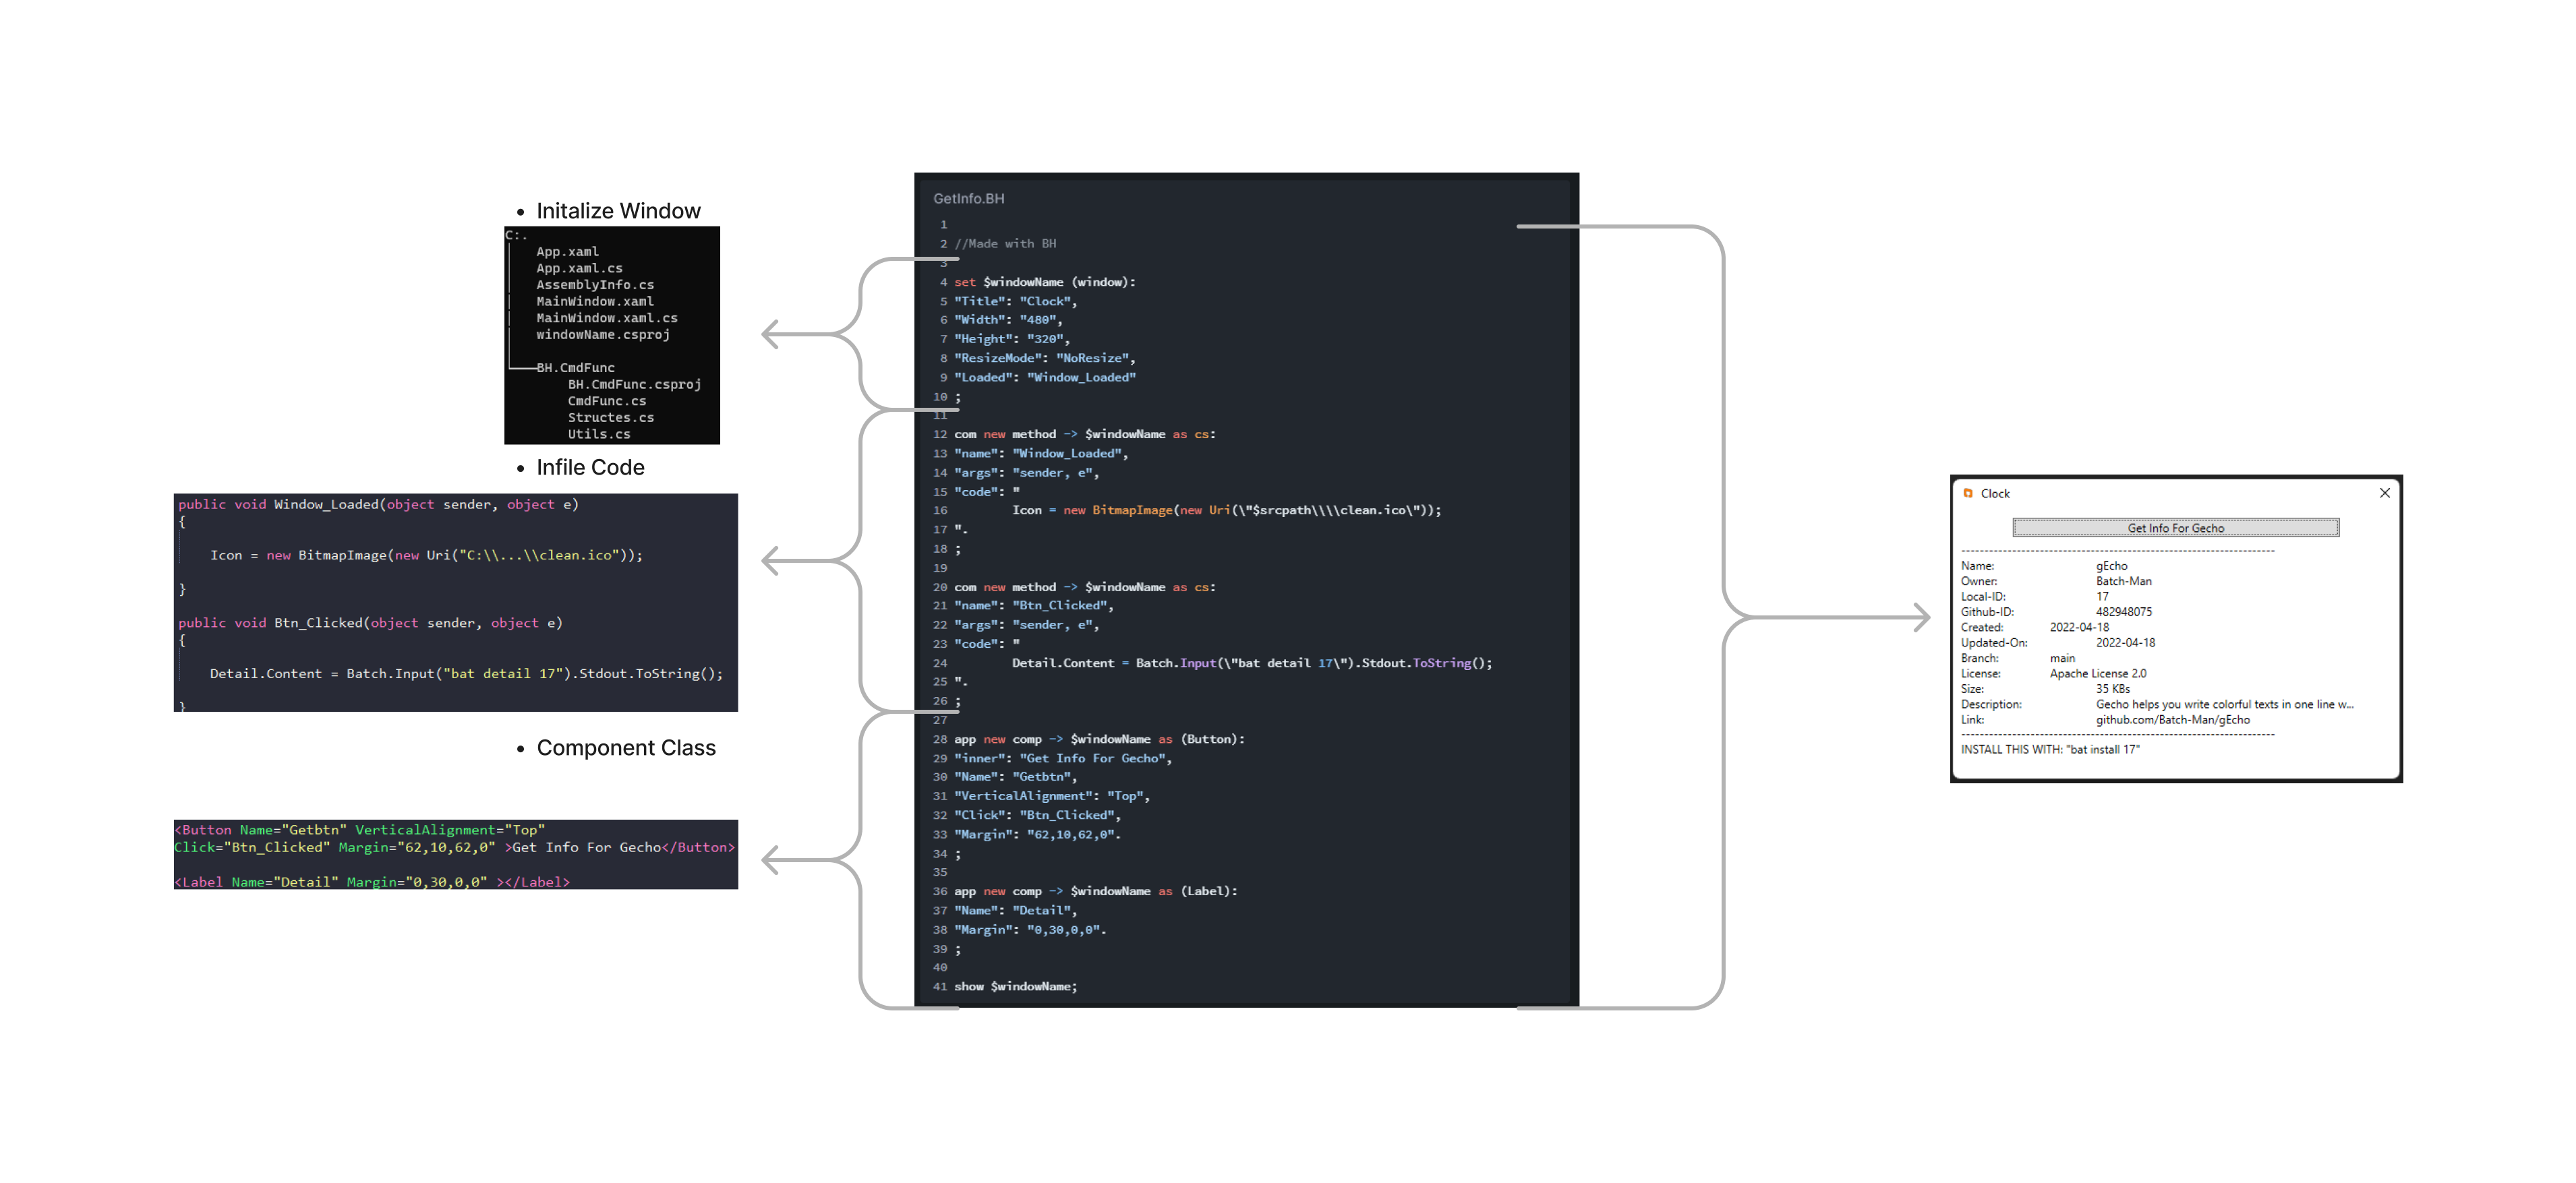 • Initalize Window
C:.
App.xaml
App.xaml.cs
AssemblyInfo.cs
MainWindow.xaml
MainWindow.xaml.cs
windowName.csproj
BH.CmdFunc
BH.CmdFunc.csproj
CmdFunc.cs
Structes.cs
Utils.cs
• Infile Code
public void Window_Loaded(object sender, object e)
{
Icon = new BitmapImage(new Uri("C:\\...\\clean.ico"));
}
public void Btn_Clicked(object sender, object e)
{
Detail.Content = Batch.Input("bat detail 17").Stdout.ToString();
}
• Component Class
<Button Name="Getbtn" VerticalAlignment="Top"
Click="Btn_Clicked" Margin="62,10,62,0" >Get Info For Gecho</Button>
<Label Name="Detail" Margin="0,30,0,0" ></Label>
GetInfo.BH
1
2 //Made with BH
3
4 set $windowName (window):
5 "Title": "Clock",
6 "Width": "480",
7 "Height": "320",
8 "ResizeMode": "NoResize",
9 "Loaded": "Window_Loaded"
10 ;
11
12 com new method -> $windowName as cs:
13 "name": "Window_Loaded",
14 "args": "sender, e",
15 "code": "
16 Icon = new BitmapImage(new Uri(\"$srcpath\\\\clean.ico\"));
17 ".
18 ;
19
20 com new method -> $windowName as cs:
21 "name": "Btn_Clicked",
22 "args": "sender, e",
23 "code": "
24 Detail.Content = Batch.Input(\"bat detail 17\").Stdout.ToString();
25 ".
26 ;
27
28 app new comp -> $windowName as (Button):
29 "inner": "Get Info For Gecho",
30 "Name": "Getbtn",
31 "VerticalAlignment": "Top",
32 "Click": "Btn_Clicked",
33 "Margin": "62,10,62,0".
34 ;
35
36 app new comp -> $windowName as (Label):
37 "Name": "Detail",
38 "Margin": "0,30,0,0".
39 ;
40
41 show $windowName;
Clock
Get Info For Gecho
--------------------------------------------------------------------
Name: gEcho
Owner: Batch-Man
Local-ID: 17
Github-ID: 482948075
Created: 2022-04-18
Updated-On: 2022-04-18
Branch: main
License: Apache License 2.0
Size: 35 KBs
Description: Gecho helps you write colorful texts in one line w...
Link: github.com/Batch-Man/gEcho
--------------------------------------------------------------------
INSTALL THIS WITH: "bat install 17"